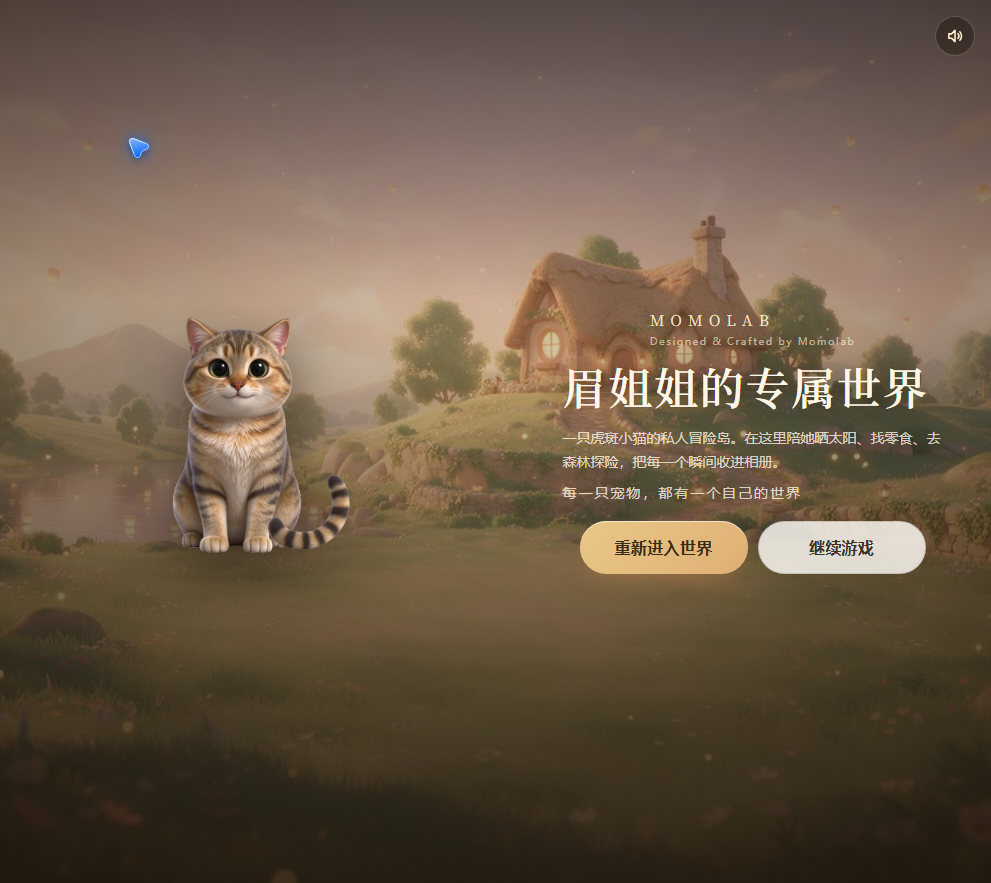 MOMOLAB
Designed & Crafted by Momolab
眉姐姐的专属世界
一只虎斑小猫的私人冒险岛。在这里陪她晒太阳、找零食、去
森林探险，把每一个瞬间收进相册。
每一只宠物，都有一个自己的世界
重新进入世界
继续游戏